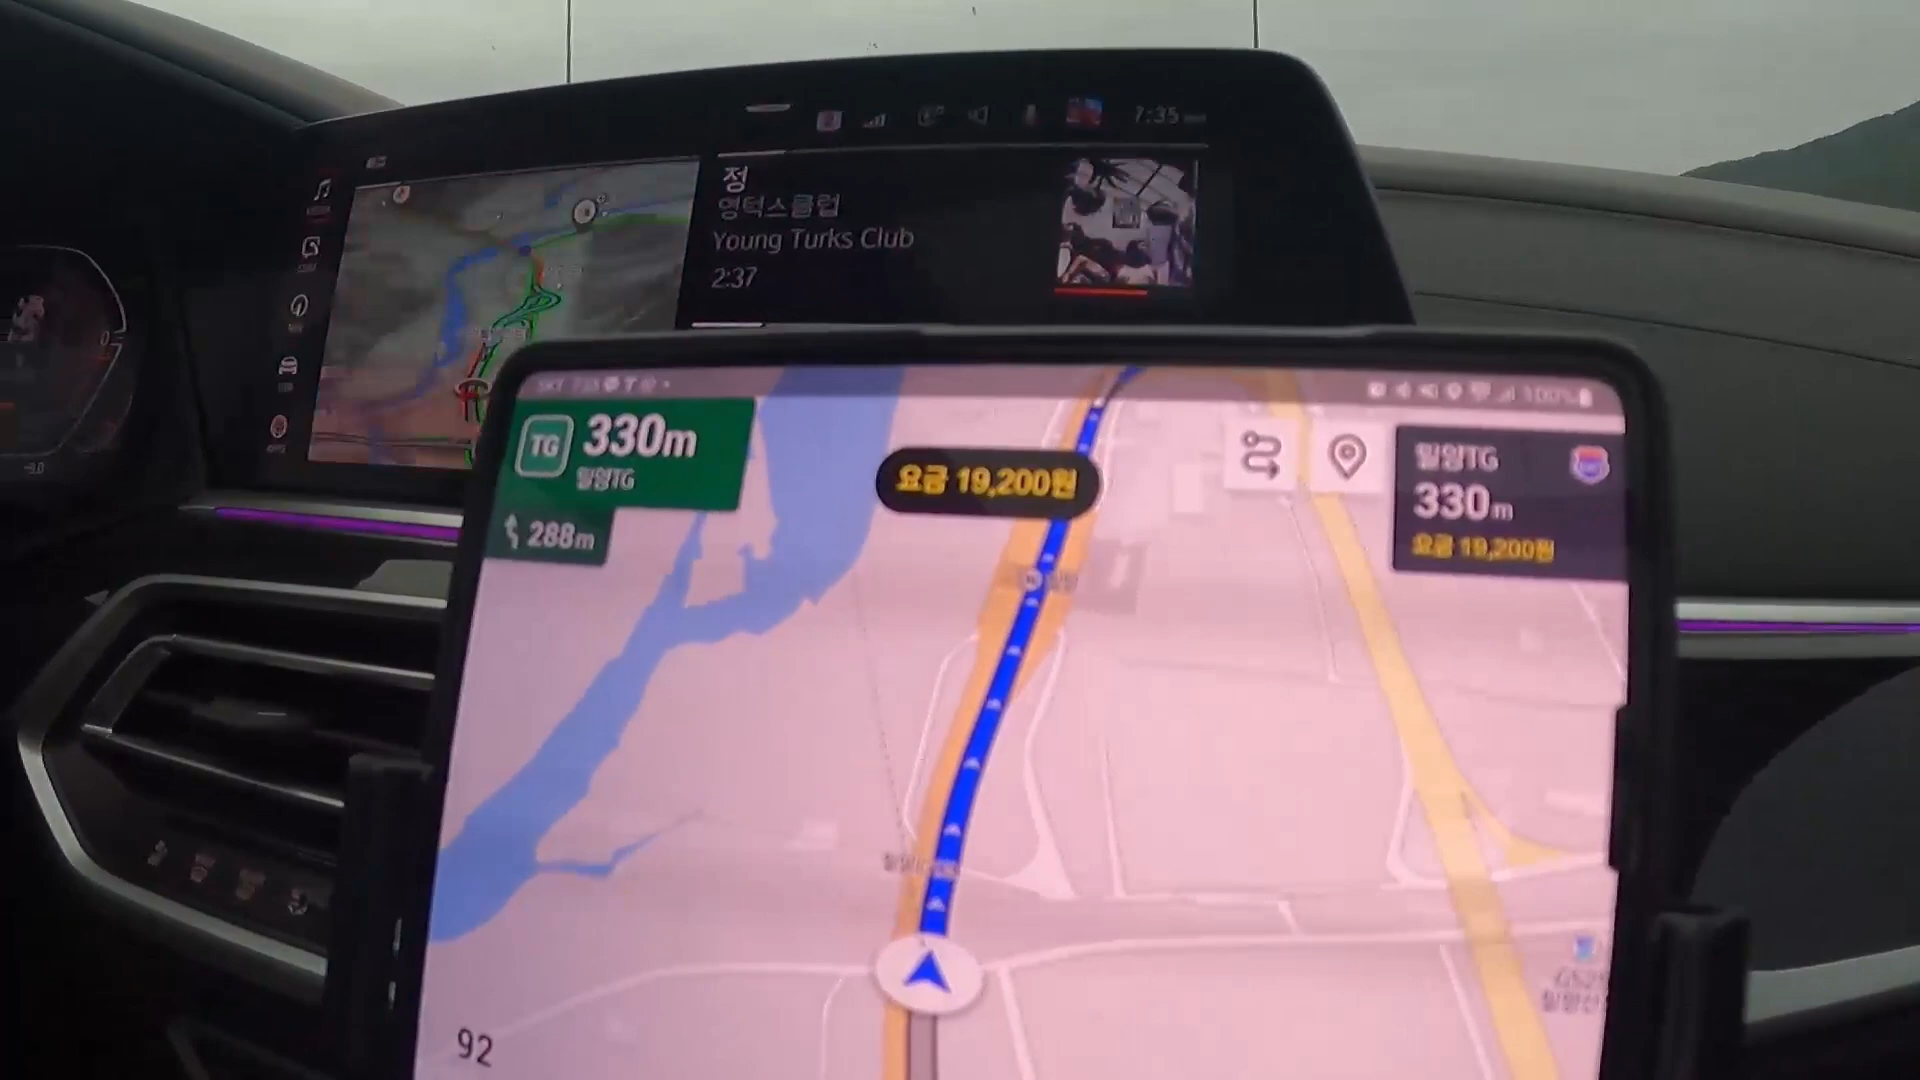 7:35
정
영턱스클럽
Young Turks Club
2:37
100%
TG 330m
밀양TG
288m
요금 19,200원
밀양TG
330m
요금 19,200원
92